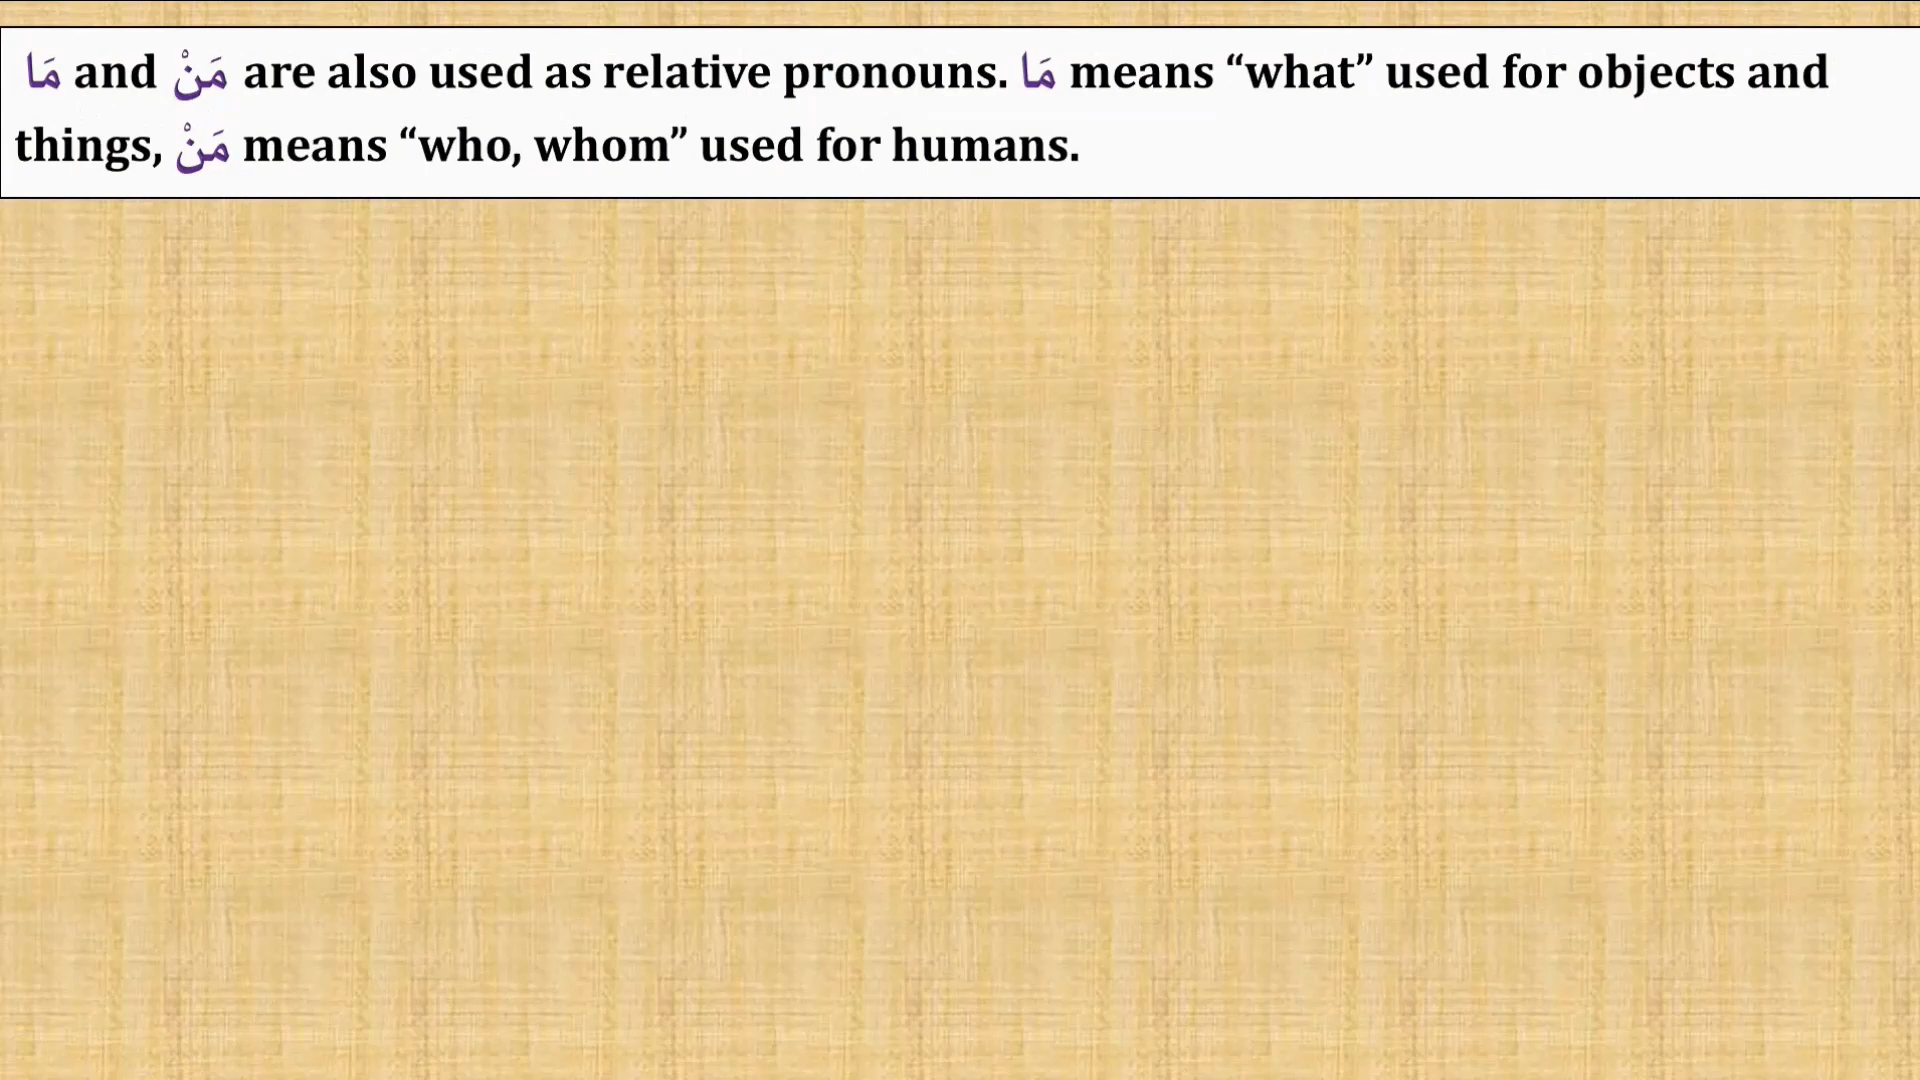 مَا and مَنْ are also used as relative pronouns. مَا means “what” used for objects and
things, مَنْ means “who, whom” used for humans.